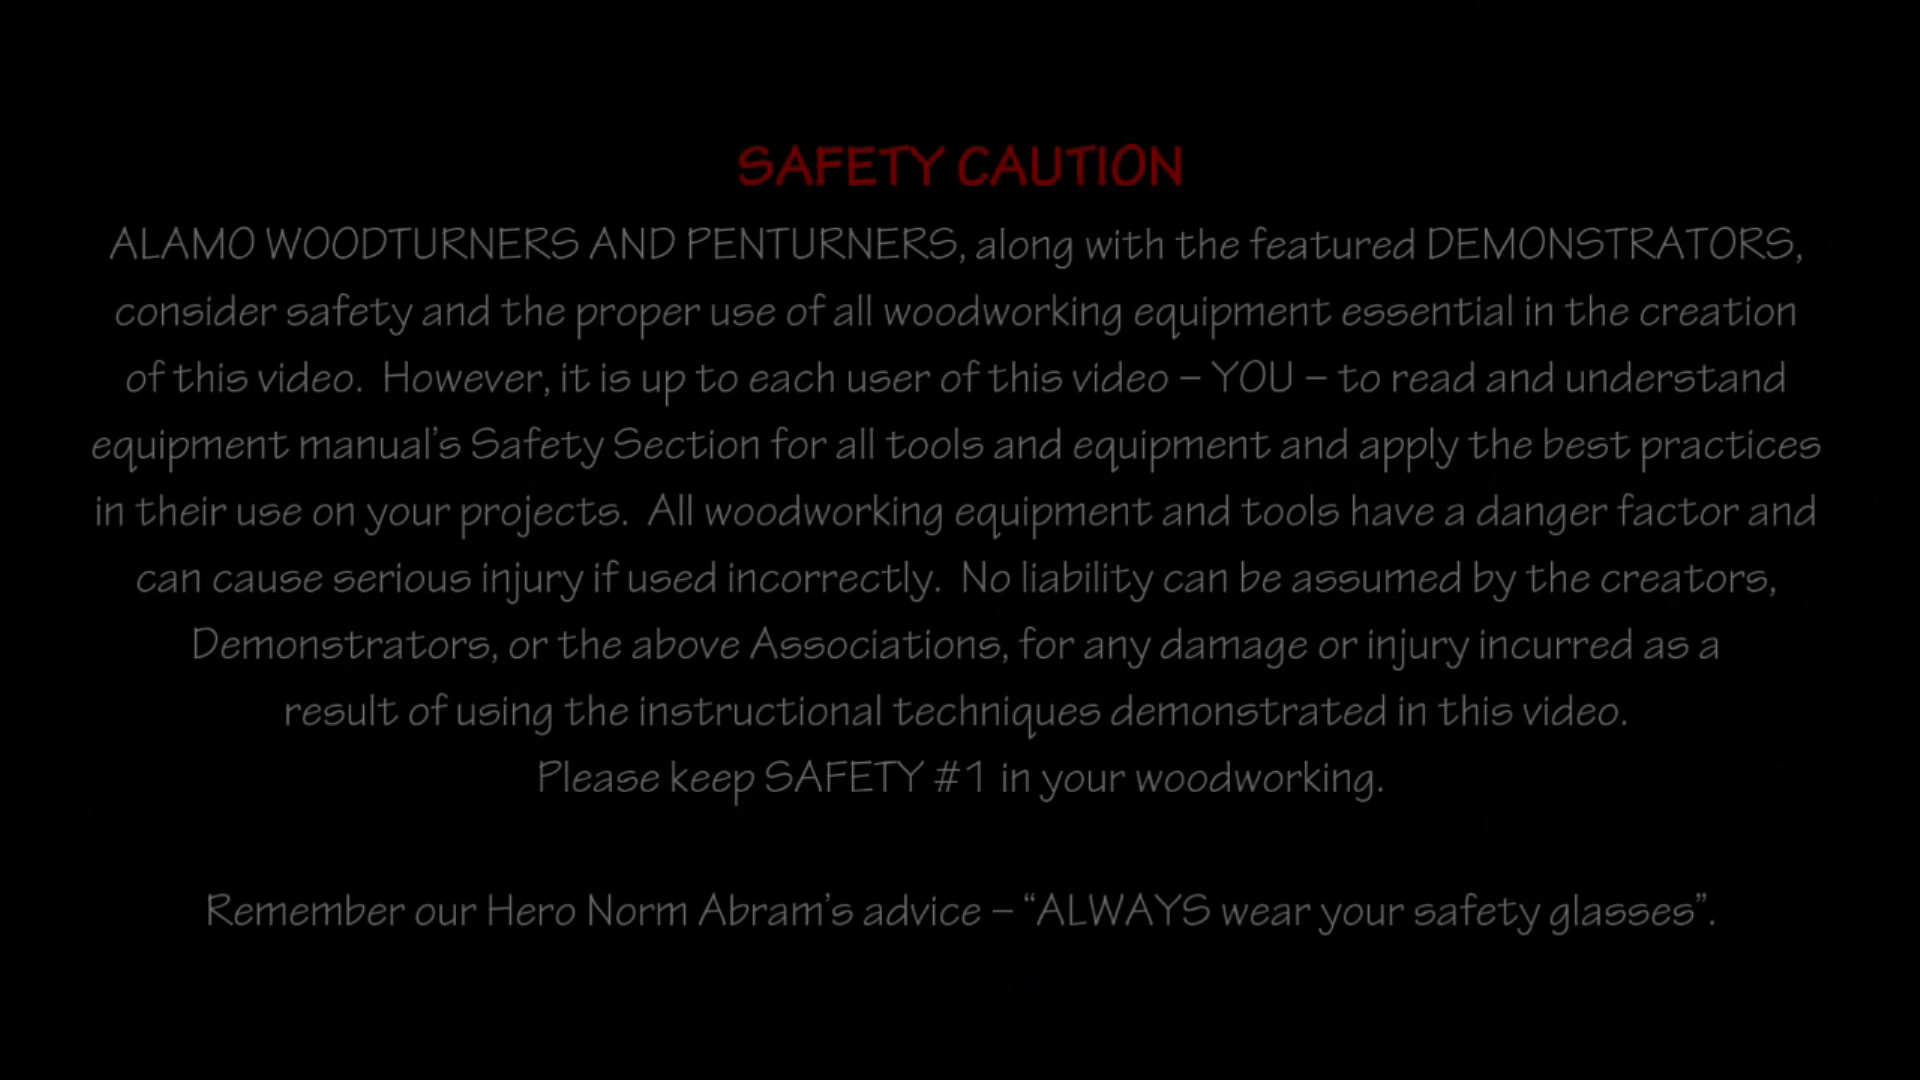 SAFETY CAUTION
ALAMO WOODTURNERS AND PENTURNERS, along with the featured DEMONSTRATORS,
consider safety and the proper use of all woodworking equipment essential in the creation
of this video.  However, it is up to each user of this video – YOU – to read and understand
equipment manual’s Safety Section for all tools and equipment and apply the best practices
in their use on your projects.  All woodworking equipment and tools have a danger factor and
can cause serious injury if used incorrectly.  No liability can be assumed by the creators,
Demonstrators, or the above Associations, for any damage or injury incurred as a
result of using the instructional techniques demonstrated in this video.
Please keep SAFETY #1 in your woodworking.
Remember our Hero Norm Abram’s advice – “ALWAYS wear your safety glasses”.